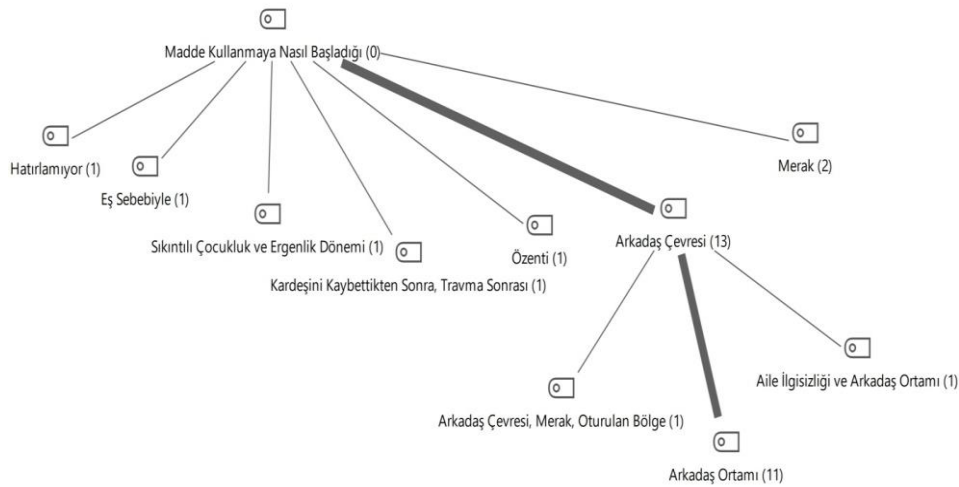 Madde Kullanmaya Nasıl Başladığı (0)
Hatırlamıyor (1)
Eş Sebebiyle (1)
Merak (2)
Sıkıntılı Çocukluk ve Ergenlik Dönemi (1)
Özenti (1)
Arkadaş Çevresi (13)
Kardeşini Kaybettikten Sonra, Travma Sonrası (1)
Aile İlgisizliği ve Arkadaş Ortamı (1)
Arkadaş Çevresi, Merak, Oturulan Bölge (1)
Arkadaş Ortamı (11)